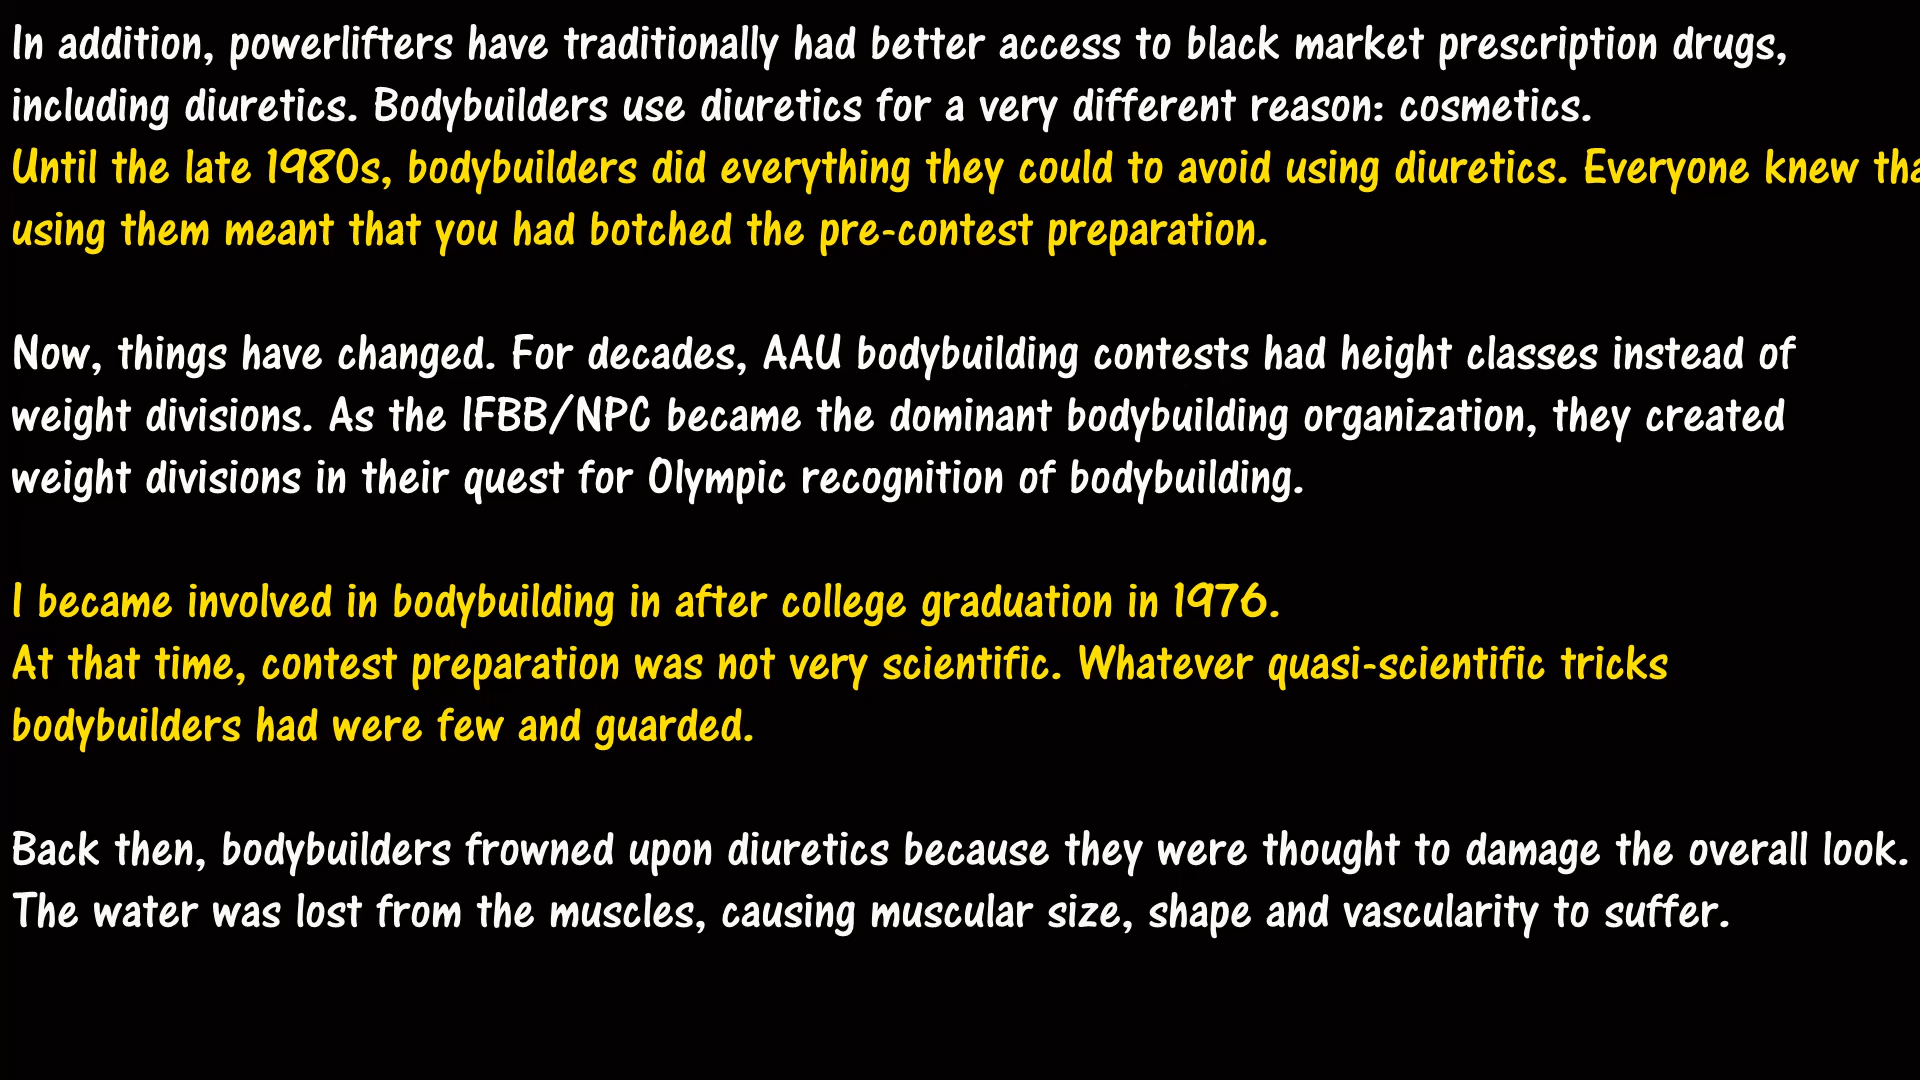 In addition, powerlifters have traditionally had better access to black market prescription drugs,
including diuretics. Bodybuilders use diuretics for a very different reason: cosmetics.
Until the late 1980s, bodybuilders did everything they could to avoid using diuretics. Everyone knew tha
using them meant that you had botched the pre-contest preparation.
Now, things have changed. For decades, AAU bodybuilding contests had height classes instead of
weight divisions. As the IFBB/NPC became the dominant bodybuilding organization, they created
weight divisions in their quest for Olympic recognition of bodybuilding.
I became involved in bodybuilding in after college graduation in 1976.
At that time, contest preparation was not very scientific. Whatever quasi-scientific tricks
bodybuilders had were few and guarded.
Back then, bodybuilders frowned upon diuretics because they were thought to damage the overall look.
The water was lost from the muscles, causing muscular size, shape and vascularity to suffer.